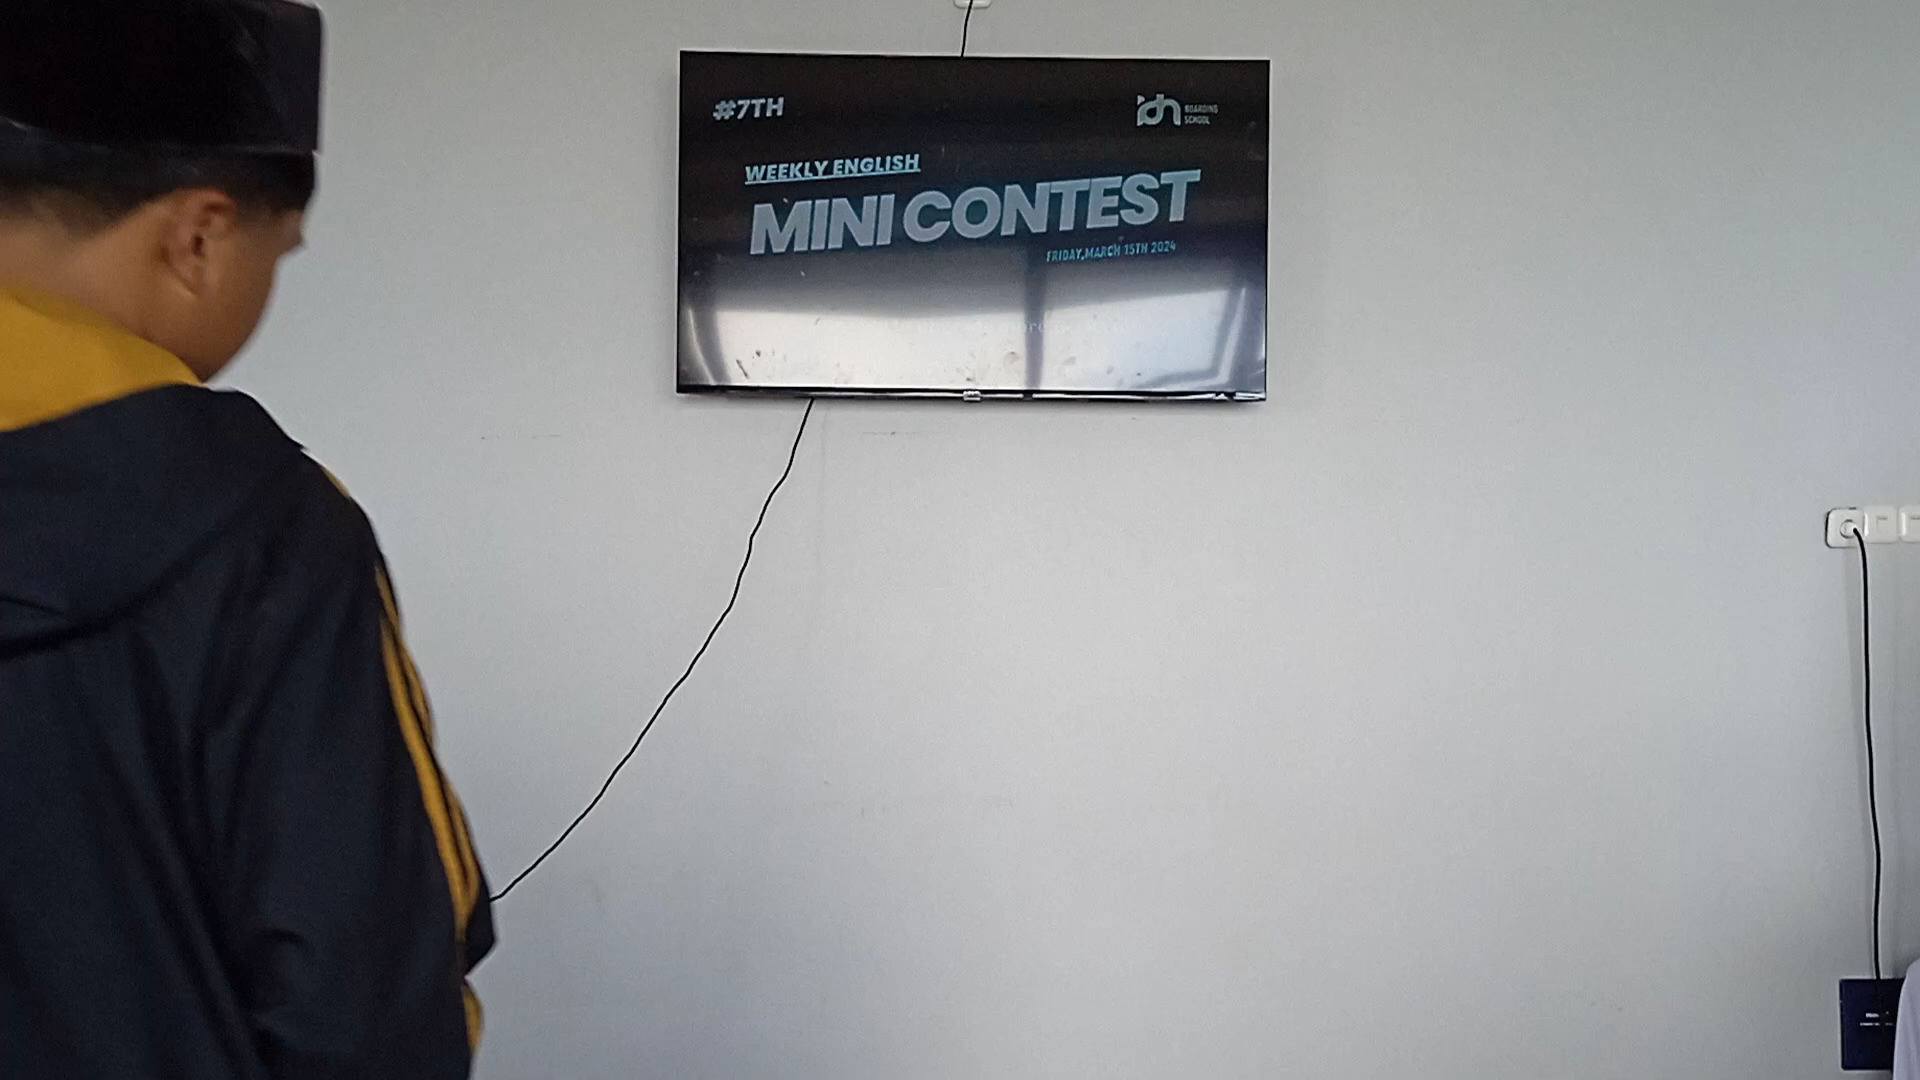 #7TH
BOARDING
SCHOOL
WEEKLY ENGLISH
MINI CONTEST
FRIDAY, MARCH 15TH 2024